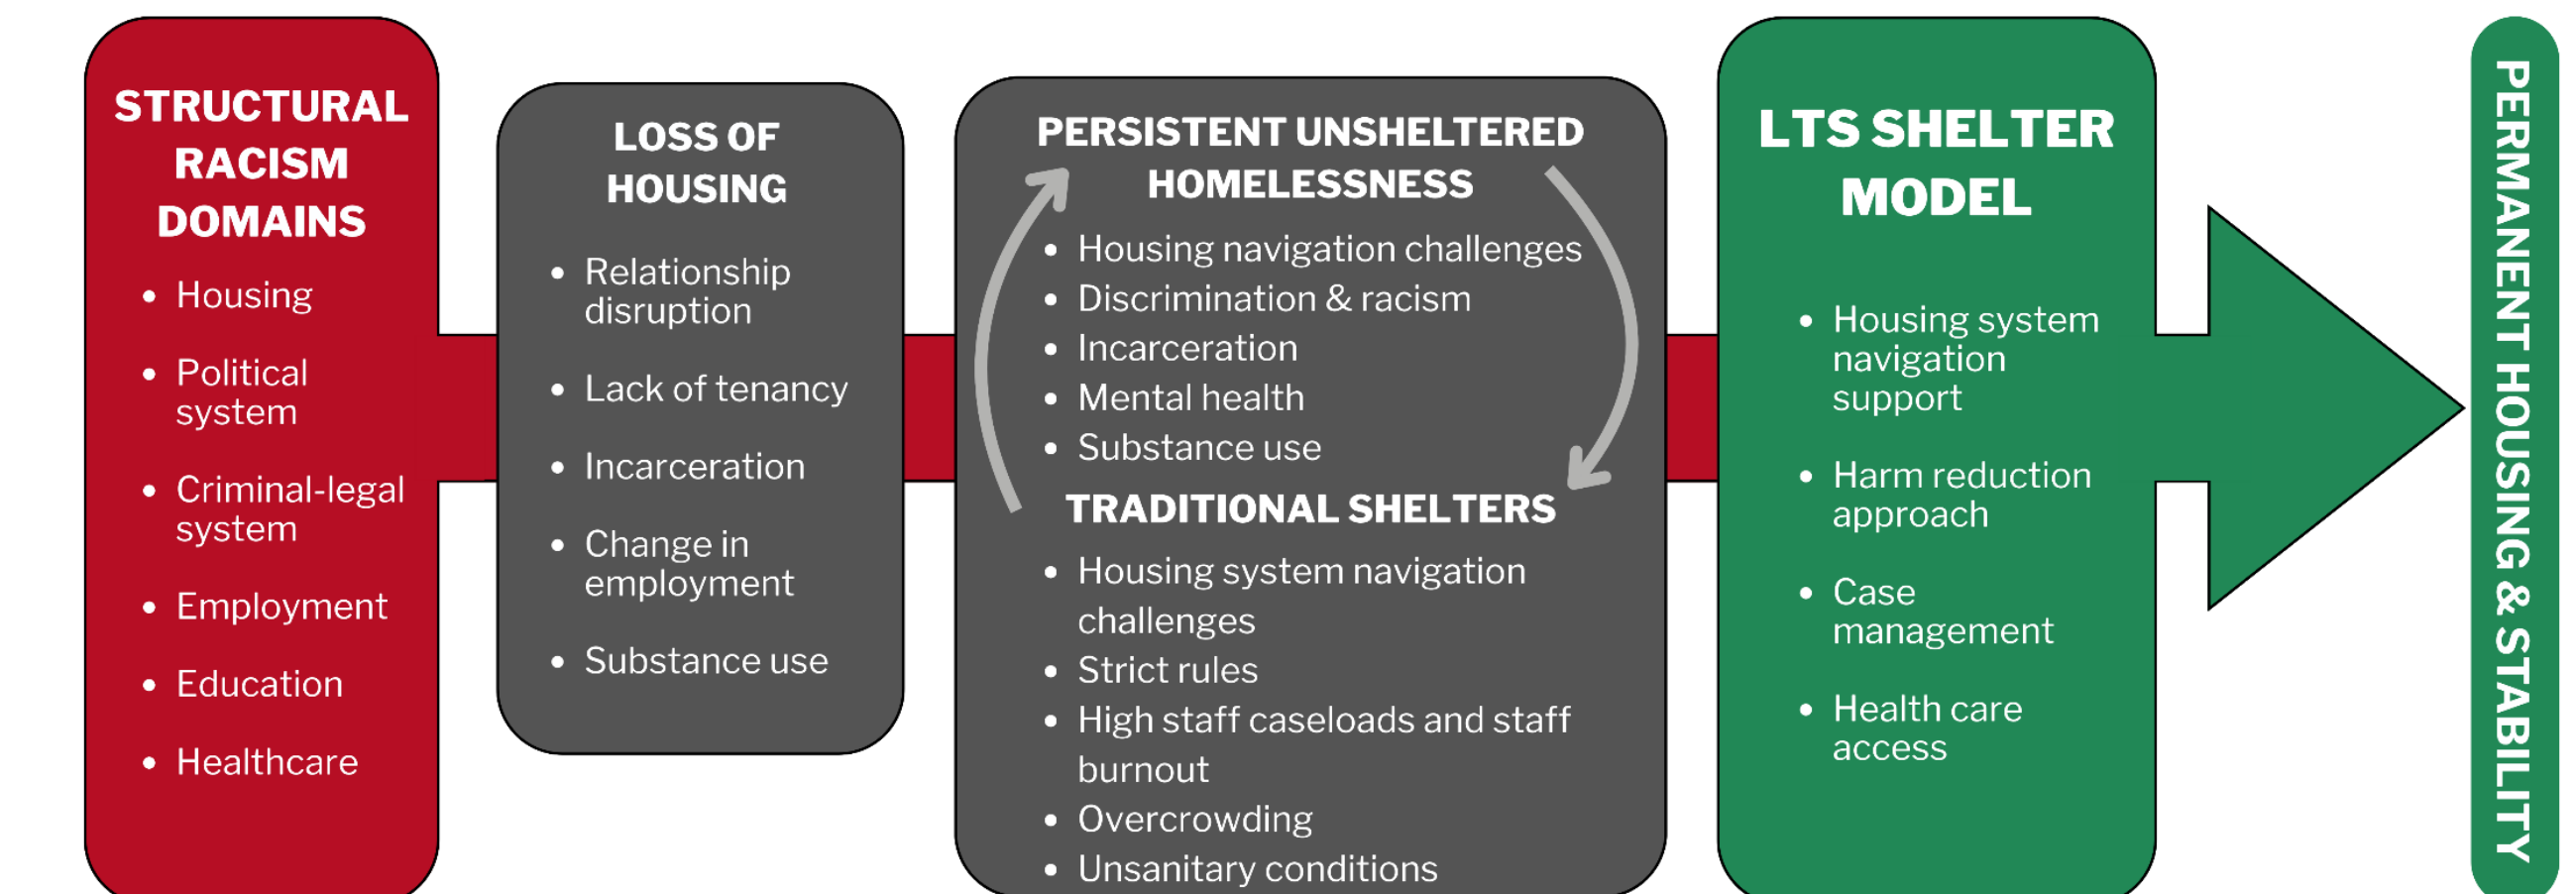 STRUCTURAL
RACISM
DOMAINS
• Housing
• Political
system
• Criminal-legal
system
• Employment
• Education
• Healthcare
LOSS OF
HOUSING
• Relationship
disruption
• Lack of tenancy
• Incarceration
• Change in
employment
• Substance use
PERSISTENT UNSHELTERED
HOMELESSNESS
• Housing navigation challenges
• Discrimination & racism
• Incarceration
• Mental health
• Substance use
TRADITIONAL SHELTERS
• Housing system navigation
challenges
• Strict rules
• High staff caseloads and staff
burnout
• Overcrowding
• Unsanitary conditions
LTS SHELTER
MODEL
• Housing system
navigation
support
• Harm reduction
approach
• Case
management
• Health care
access
PERMANENT HOUSING & STABILITY